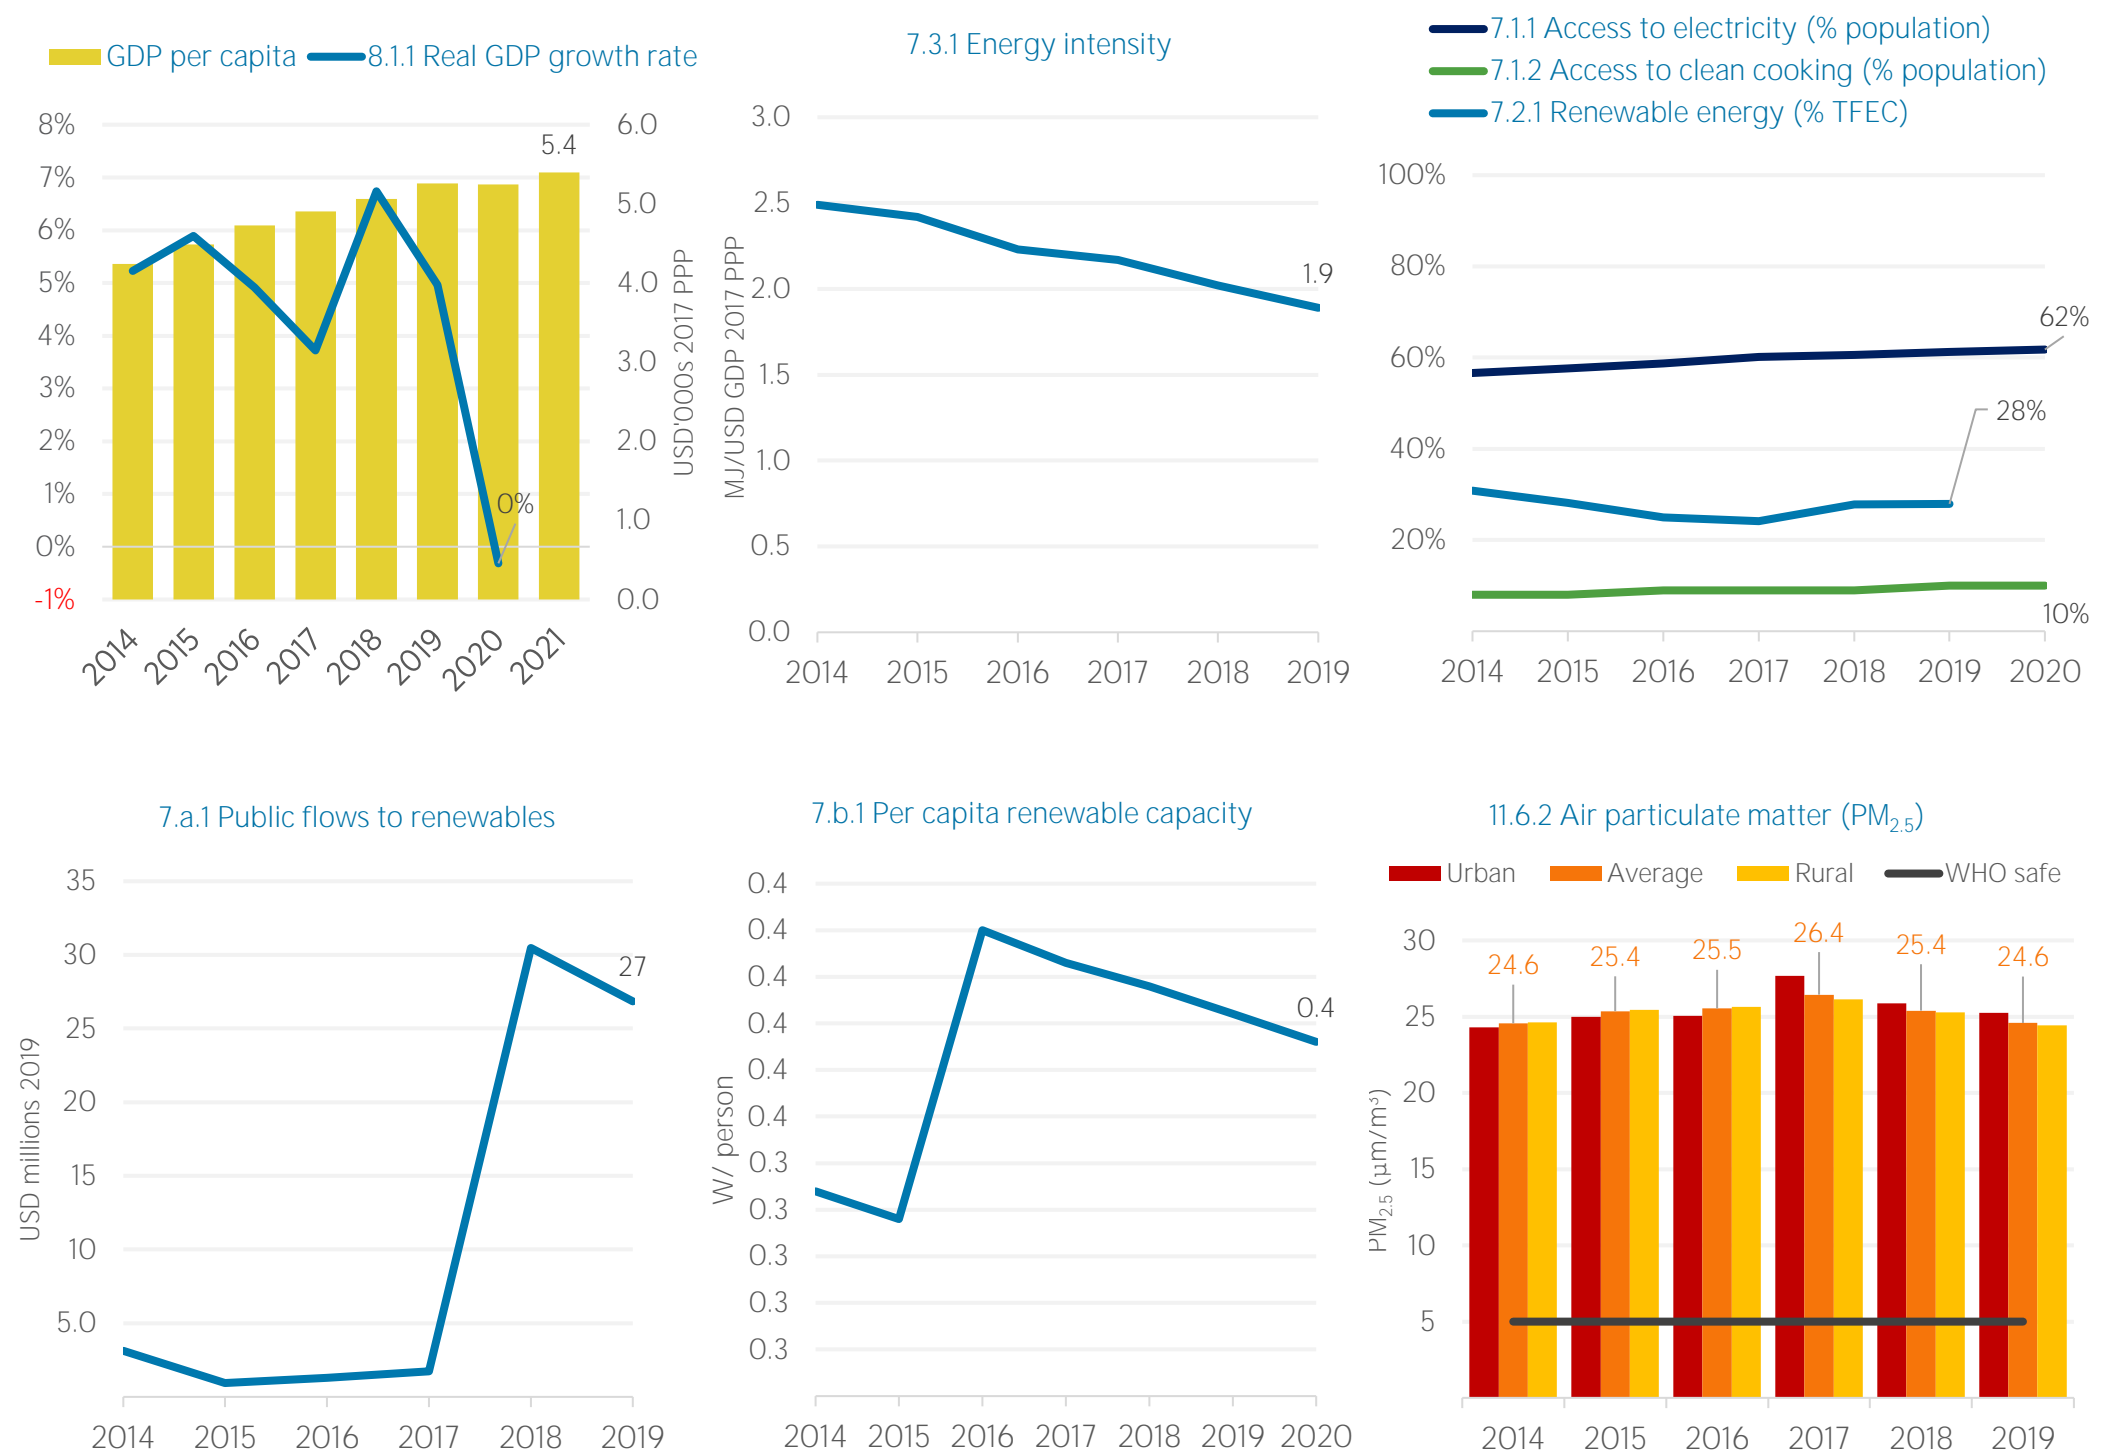 GDP per capita 8.1.1 Real GDP growth rate
8%
7%
6%
5%
4%
3%
2%
1%
0%
-1%
6.0
5.0
4.0
3.0
2.0
1.0
0.0
USD'000s 2017 PPP
5.4
0%
2014 2015 2016 2017 2018 2019 2020 2021
7.3.1 Energy intensity
MJ/USD GDP 2017 PPP
3.0
2.5
2.0
1.5
1.0
0.5
0.0
1.9
2014 2015 2016 2017 2018 2019
7.1.1 Access to electricity (% population)
7.1.2 Access to clean cooking (% population)
7.2.1 Renewable energy (% TFEC)
100%
80%
60%
40%
20%
62%
28%
10%
2014 2015 2016 2017 2018 2019 2020
7.a.1 Public flows to renewables
USD millions 2019
35
30
25
20
15
10
5.0
27
2014 2015 2016 2017 2018 2019
7.b.1 Per capita renewable capacity
W/ person
0.4
0.4
0.4
0.4
0.4
0.4
0.3
0.3
0.3
0.3
0.3
0.4
2014 2015 2016 2017 2018 2019 2020
11.6.2 Air particulate matter (PM2.5)
Urban Average Rural WHO safe
PM2.5 (µm/m³)
30
25
20
15
10
5
24.6 25.4 25.5 26.4 25.4 24.6
2014 2015 2016 2017 2018 2019